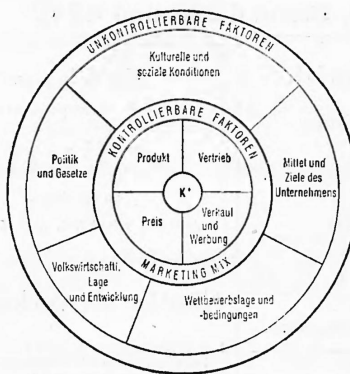 UNKONTROLLIERBARE FAKTOREN
Kulturelle und
soziale Konditionen
KONTROLLIERBARE FAKTOREN
Politik
und Gesetze
Produkt
Vertrieb
Mittel und
Ziele des
Unternehmens
K*
Preis
Verkauf
und
Werbung
MARKETING MIX
Volkswirtschaftl.
Lage
und Entwicklung
Wettbewerbslage und
-bedingungen